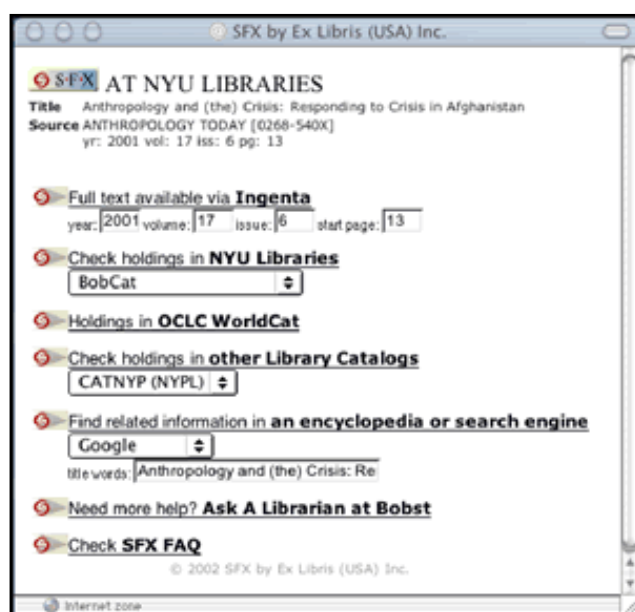 SFX by Ex Libris (USA) Inc.
S·F·X AT NYU LIBRARIES
Title Anthropology and (the) Crisis: Responding to Crisis in Afghanistan
Source ANTHROPOLOGY TODAY [0268-540X]
yr: 2001 vol: 17 iss: 6 pg: 13
Full text available via Ingenta
year: 2001 volume: 17 issue: 6 start page: 13
Check holdings in NYU Libraries
BobCat
Holdings in OCLC WorldCat
Check holdings in other Library Catalogs
CATNYP (NYPL)
Find related information in an encyclopedia or search engine
Google
title words: Anthropology and (the) Crisis: Re
Need more help? Ask A Librarian at Bobst
Check SFX FAQ
© 2002 SFX by Ex Libris (USA) Inc.
Internet zone